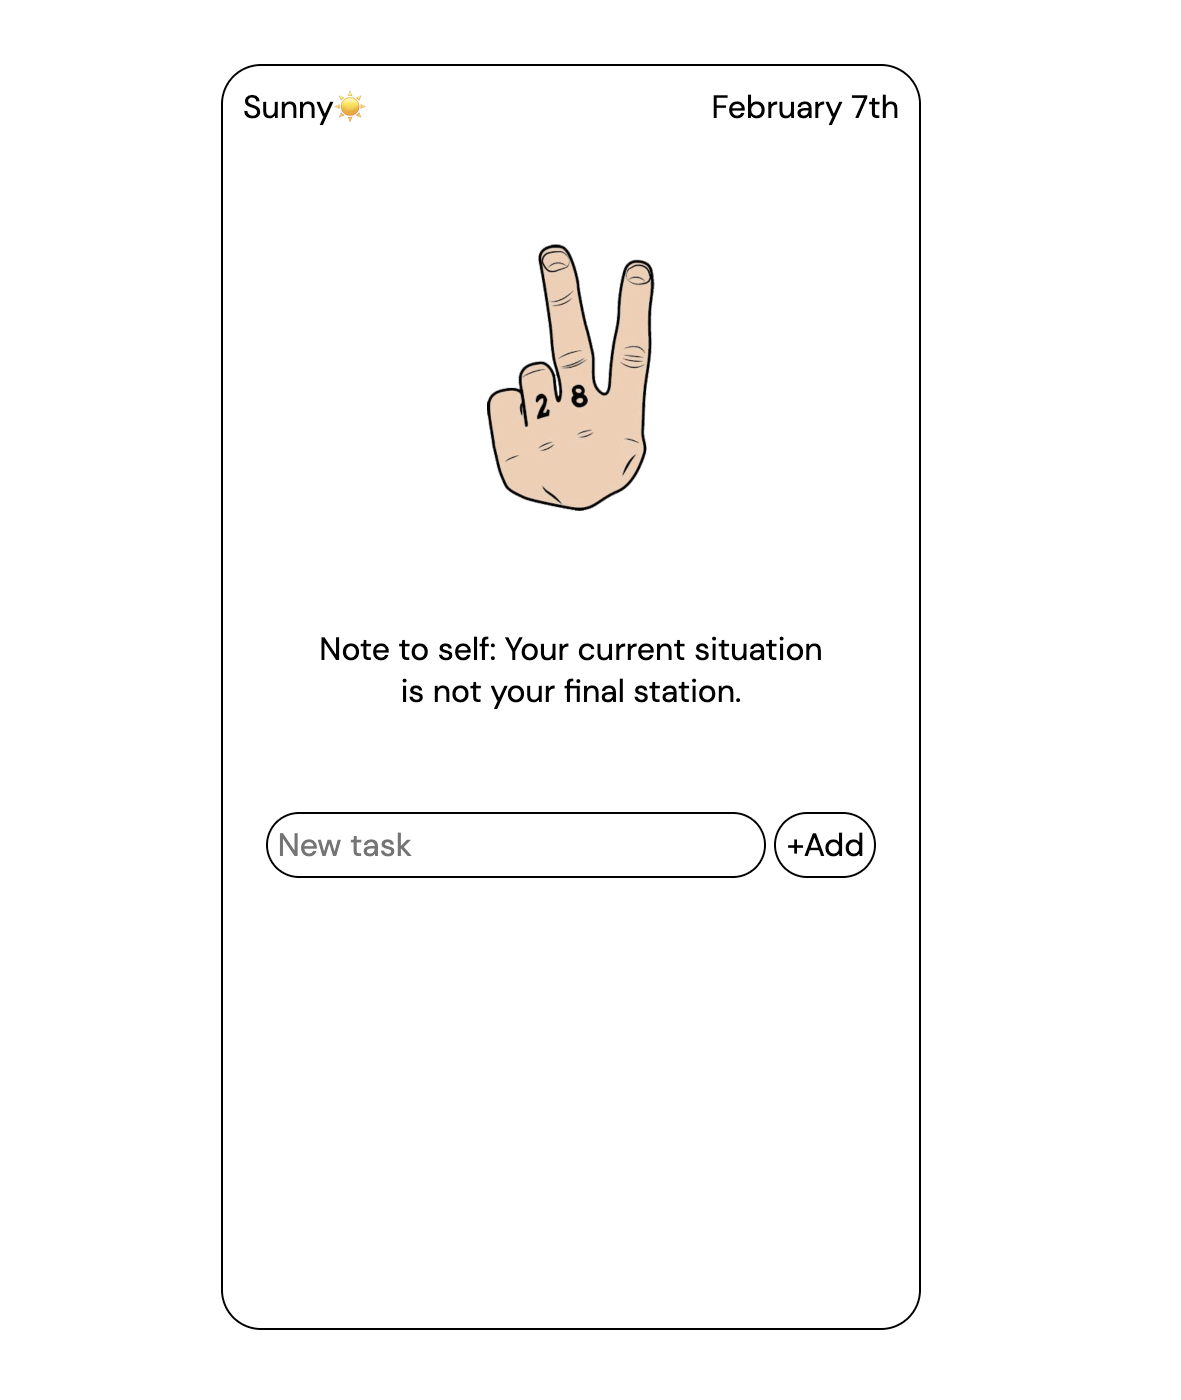 Sunny☀️
February 7th
2 8
Note to self: Your current situation
is not your final station.
New task
+Add